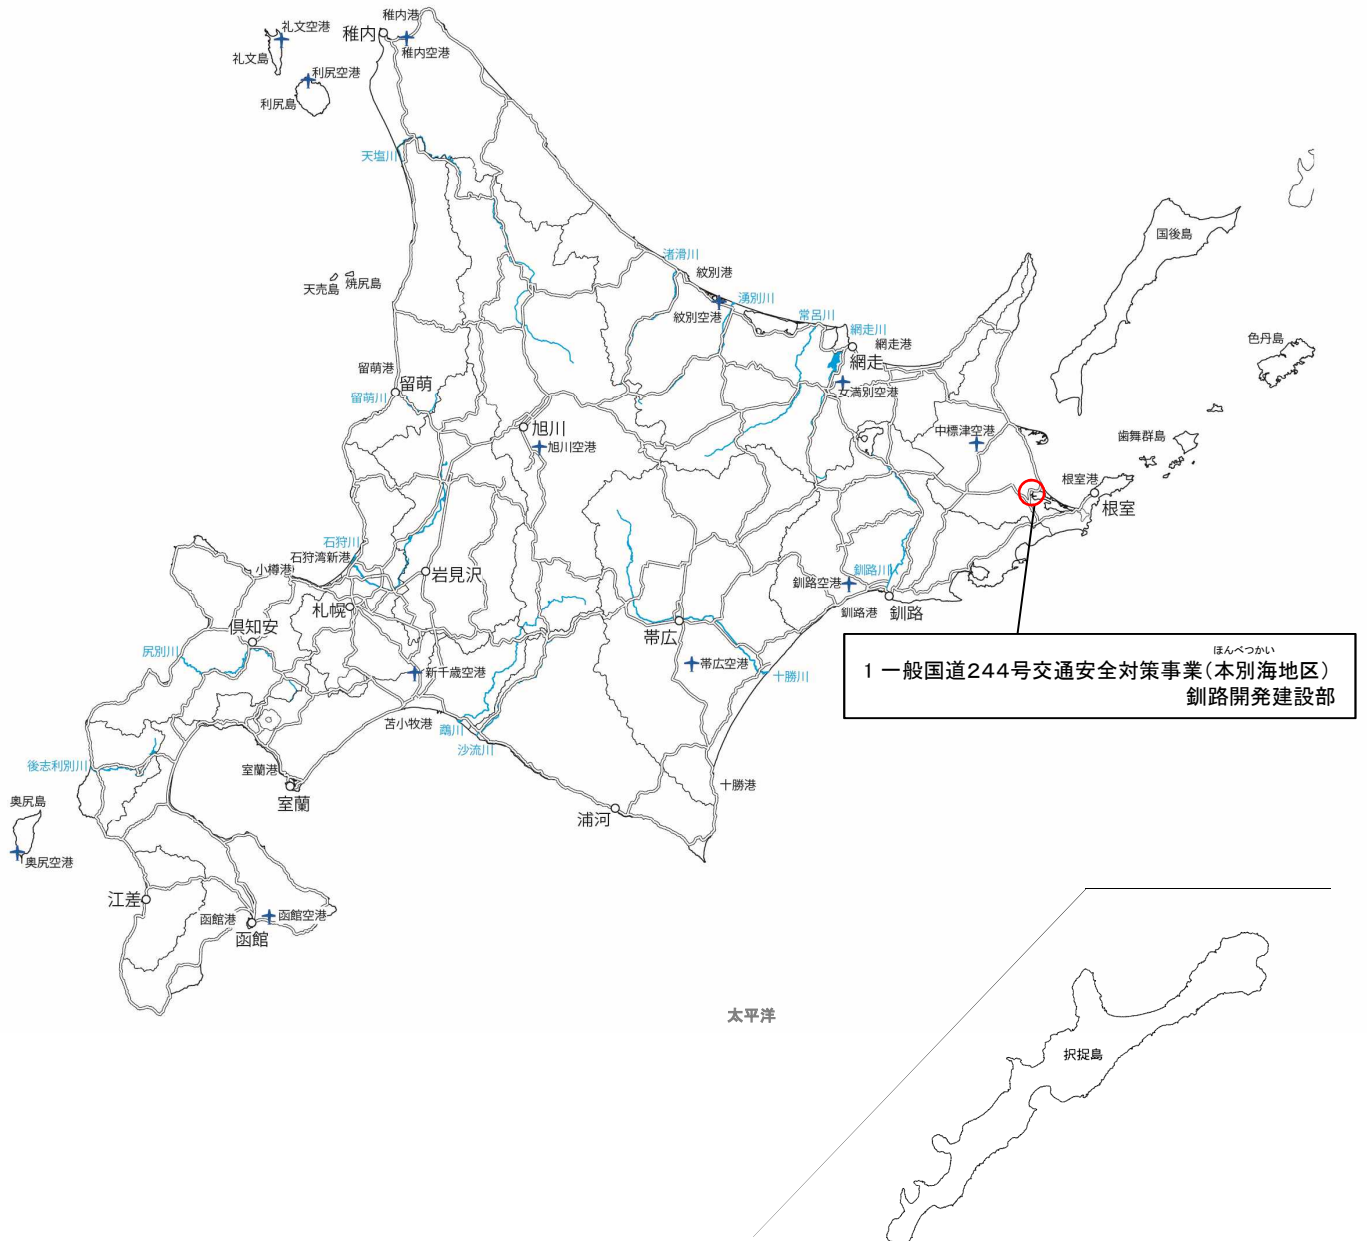 稚内港
礼文空港
稚内
稚内空港
礼文島
利尻空港
利尻島
天塩川
国後島
渚滑川
紋別港
天売島
焼尻島
湧別川
紋別空港
常呂川
網走川
網走港
色丹島
網走
留萌港
留萌
女満別空港
留萌川
旭川
中標津空港
歯舞群島
旭川空港
根室港
根室
石狩川
石狩湾新港
小樽港
岩見沢
釧路川
釧路空港
札幌
釧路港
釧路
倶知安
帯広
尻別川
帯広空港
新千歳空港
十勝川
ほんべつかい
1 一般国道244号交通安全対策事業(本別海地区)
釧路開発建設部
苫小牧港
鵡川
沙流川
後志利別川
室蘭港
十勝港
室蘭
奥尻島
浦河
奥尻空港
江差
函館港
函館空港
函館
太平洋
択捉島